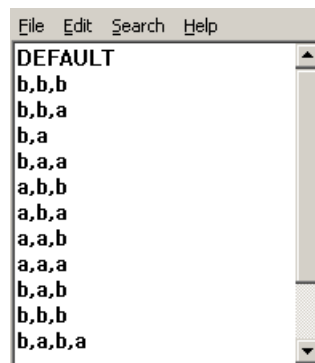 File Edit Search Help
DEFAULT
b,b,b
b,b,a
b,a
b,a,a
a,b,b
a,b,a
a,a,b
a,a,a
b,a,b
b,b,b
b,a,b,a